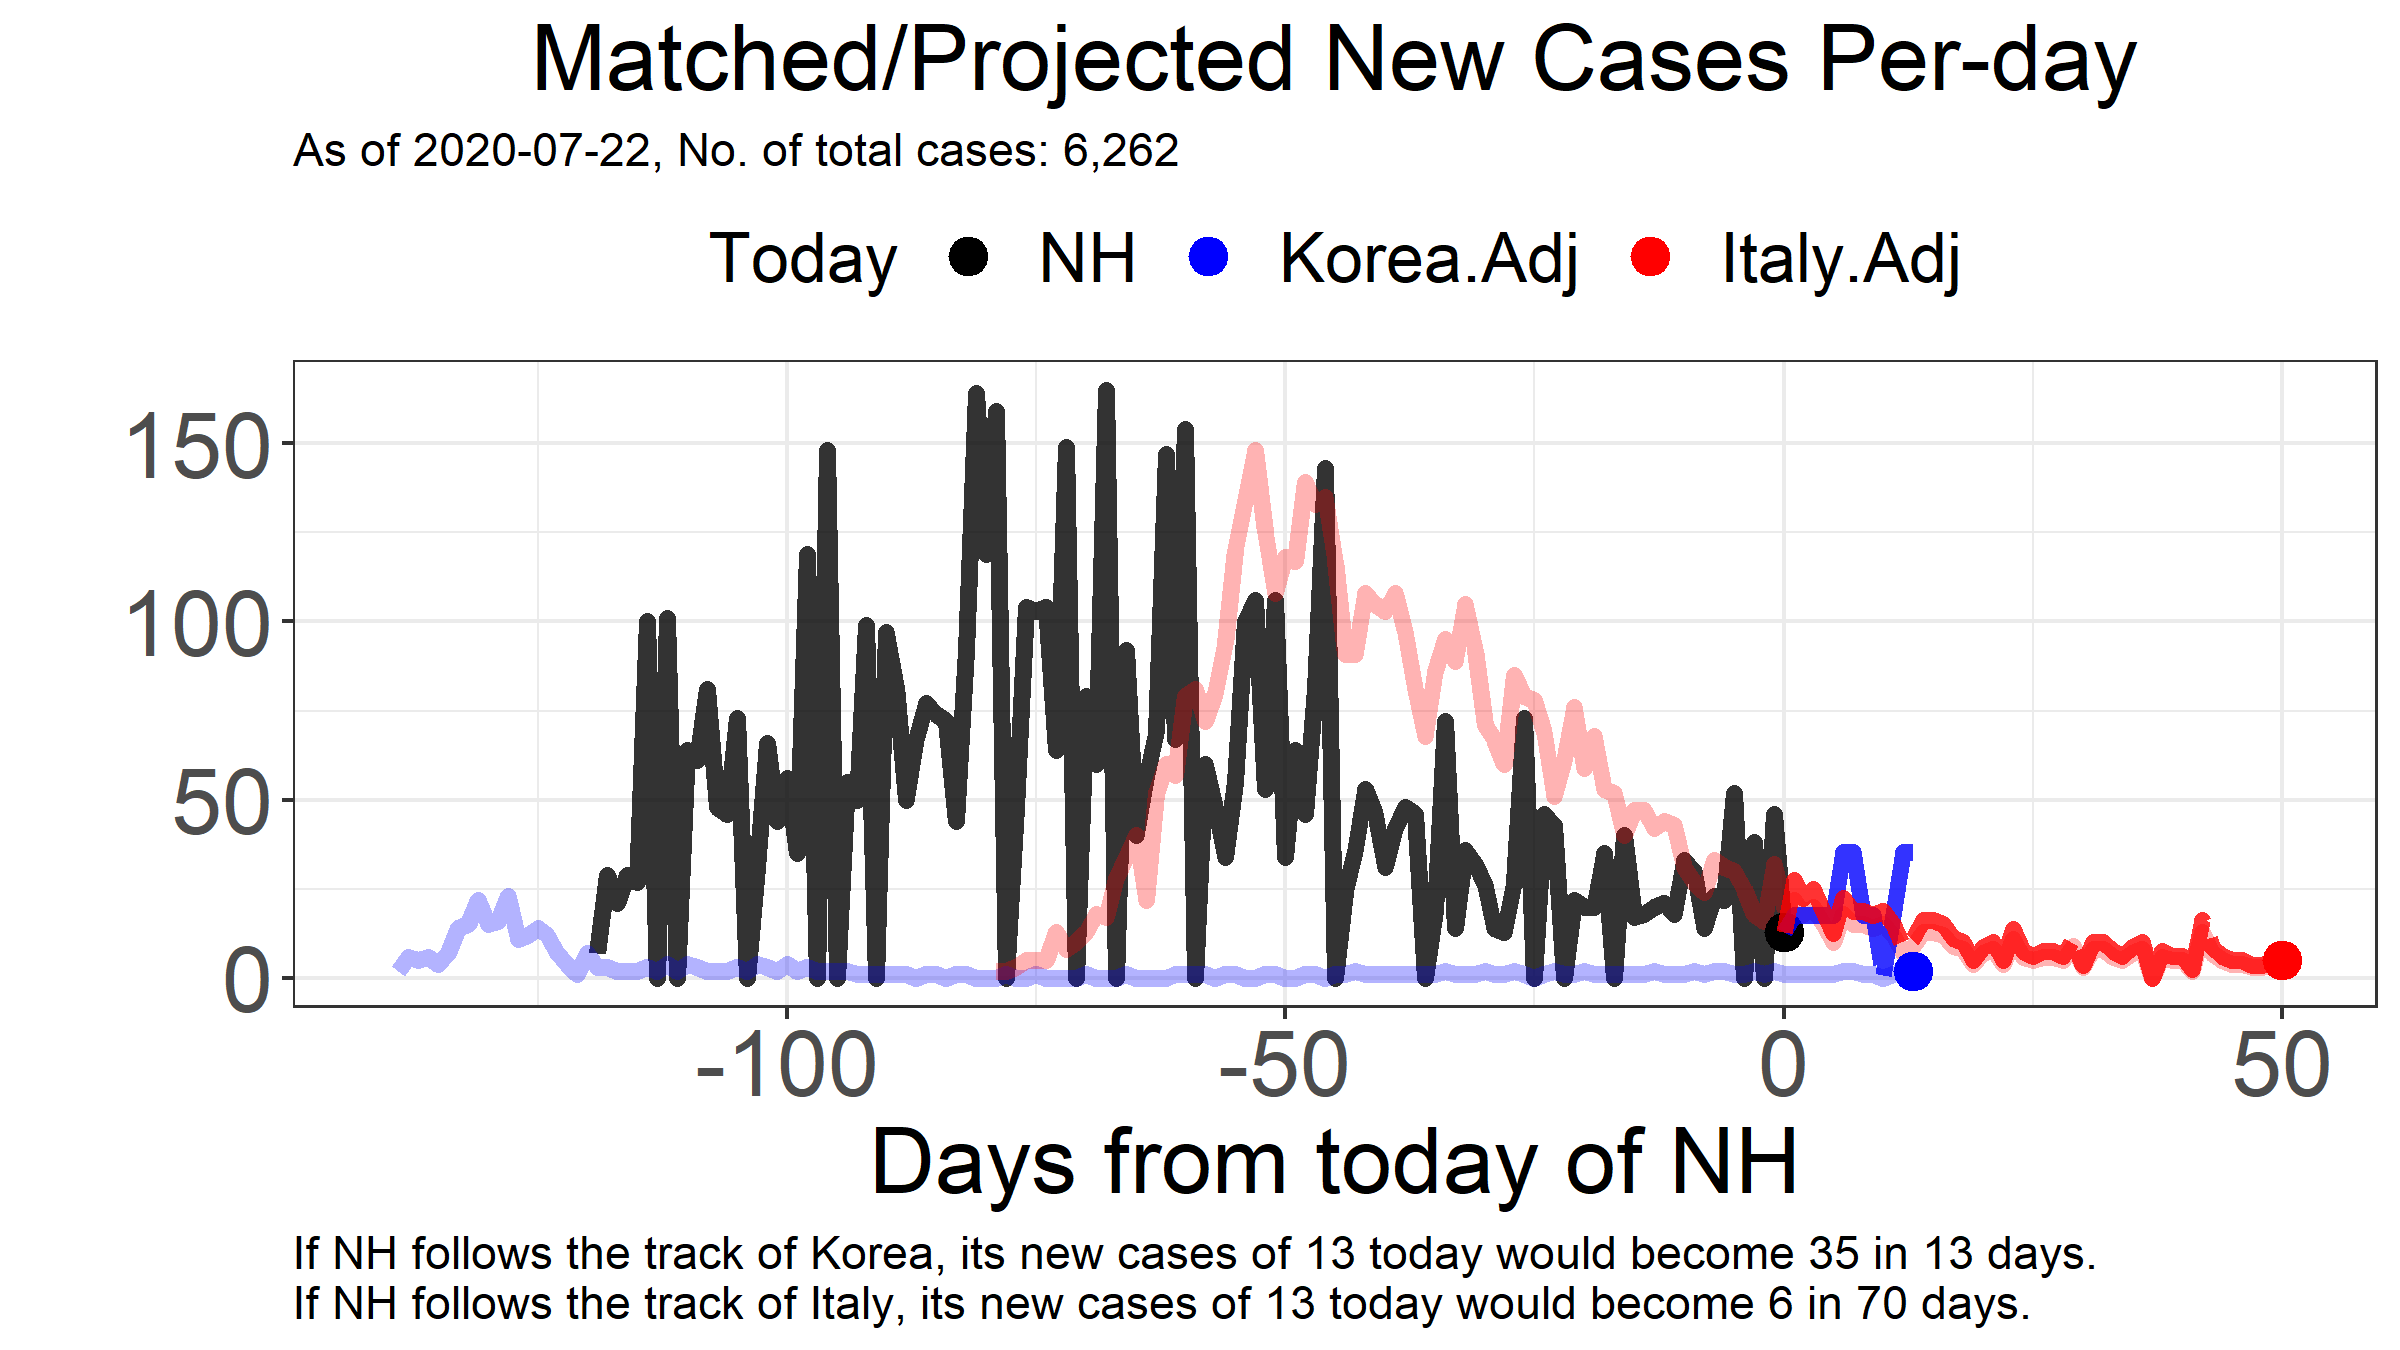 Matched/Projected New Cases Per-day
As of 2020-07-22, No. of total cases: 6,262
Today NH Korea.Adj Italy.Adj
150
100
50
0
-100 -50 0 50
Days from today of NH
If NH follows the track of Korea, its new cases of 13 today would become 35 in 13 days.
If NH follows the track of Italy, its new cases of 13 today would become 6 in 70 days.